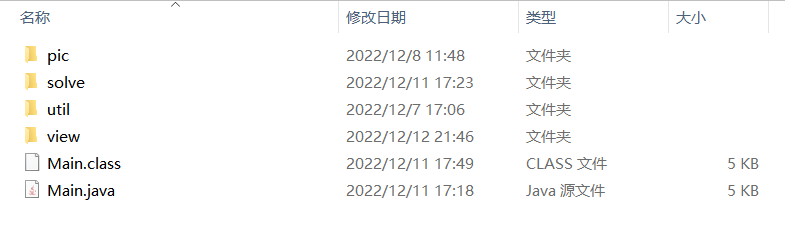 名称 修改日期 类型 大小
pic 2022/12/8 11:48 文件夹
solve 2022/12/11 17:23 文件夹
util 2022/12/7 17:06 文件夹
view 2022/12/12 21:46 文件夹
Main.class 2022/12/11 17:49 CLASS 文件 5 KB
Main.java 2022/12/11 17:18 Java 源文件 5 KB